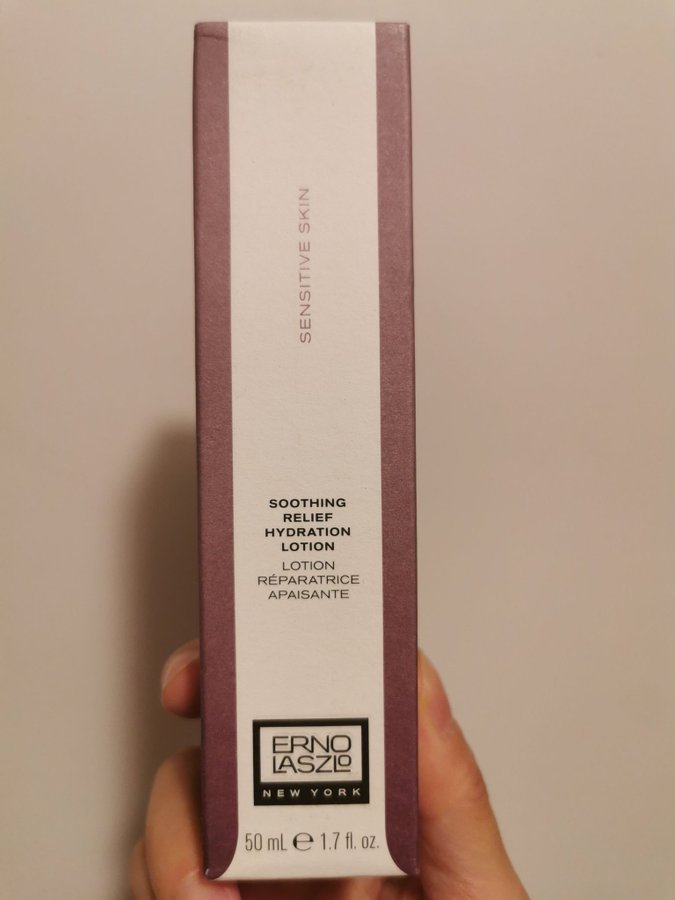 SENSITIVE SKIN
SOOTHING
RELIEF
HYDRATION
LOTION
LOTION
RÉPARATRICE
APAISANTE
ERNO
LASZLO
NEW YORK
50 mL ℮ 1.7 fl. oz.